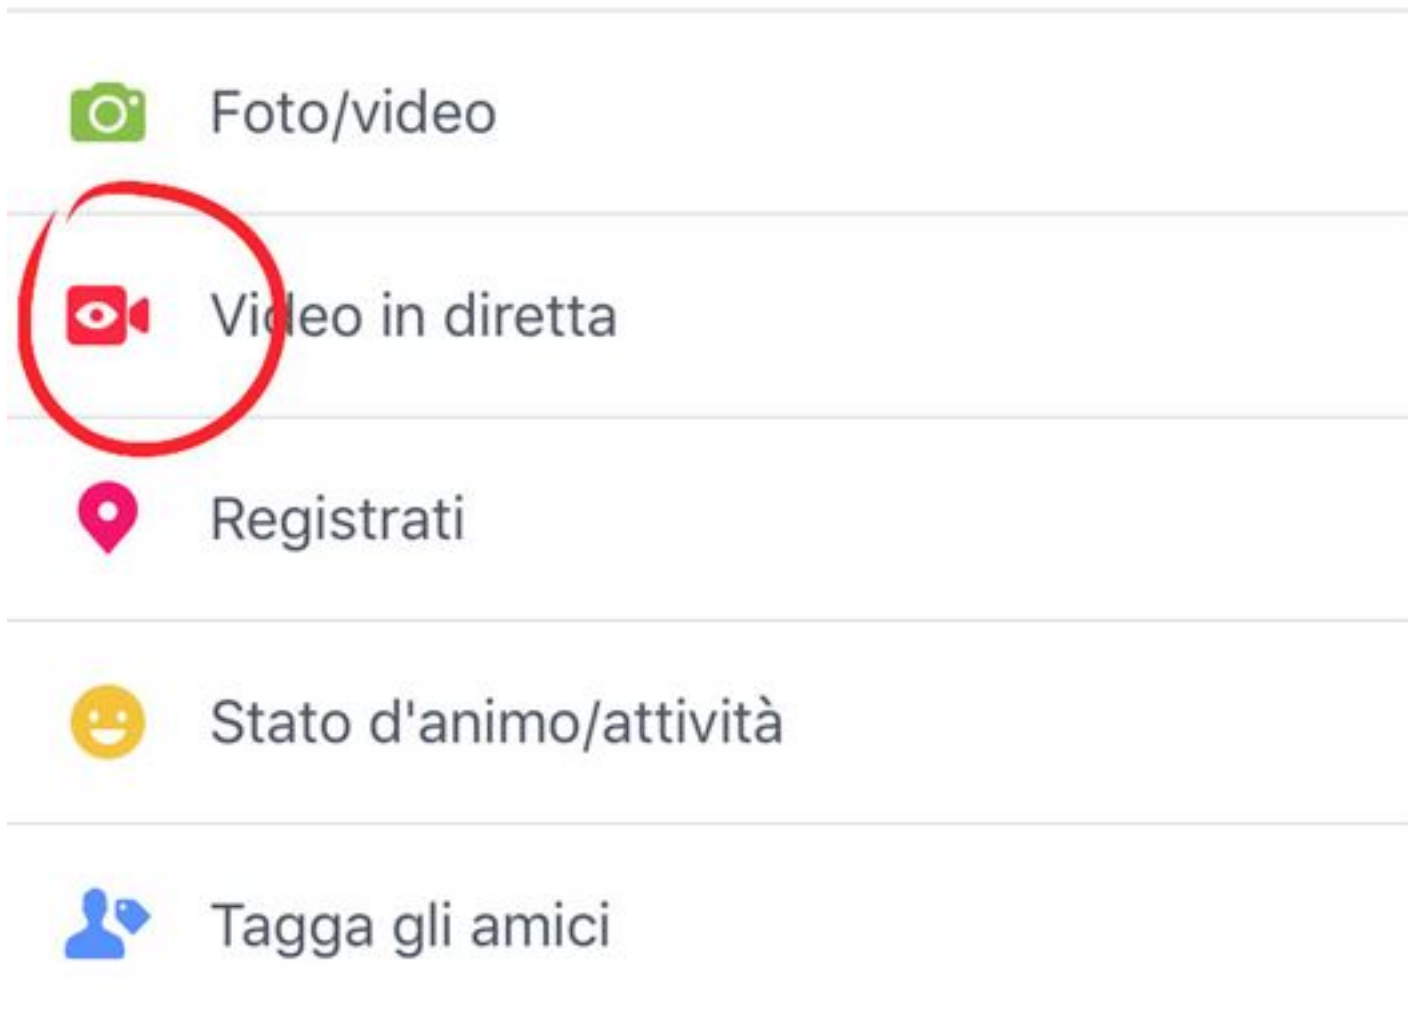 Foto/video
Video in diretta
Registrati
Stato d'animo/attività
Tagga gli amici